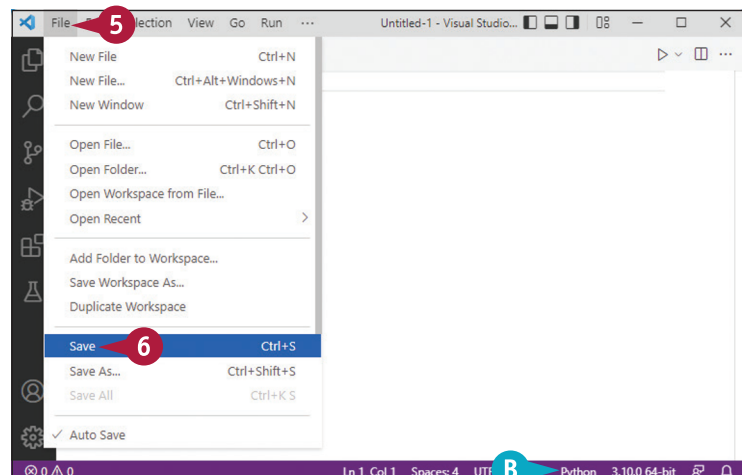 File
5
lection View Go Run ... Untitled-1 - Visual Studio...
New File Ctrl+N
New File... Ctrl+Alt+Windows+N
New Window Ctrl+Shift+N
Open File... Ctrl+O
Open Folder... Ctrl+K Ctrl+O
Open Workspace from File...
Open Recent
Add Folder to Workspace...
Save Workspace As...
Duplicate Workspace
Save 6 Ctrl+S
Save As... Ctrl+Shift+S
Save All Ctrl+K S
Auto Save
0 0 Ln 1, Col 1 Spaces: 4 UTF B Python 3.10.0 64-bit